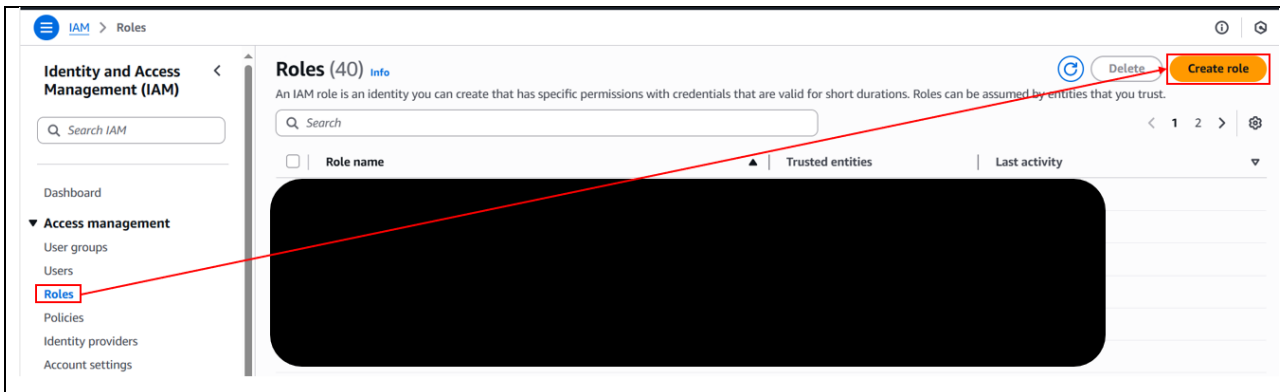 IAM > Roles
Identity and Access
Management (IAM)
Search IAM
Dashboard
Access management
User groups
Users
Roles
Policies
Identity providers
Account settings
Roles (40) Info
Delete
Create role
An IAM role is an identity you can create that has specific permissions with credentials that are valid for short durations. Roles can be assumed by entities that you trust.
Search
1 2
Role name
Trusted entities
Last activity